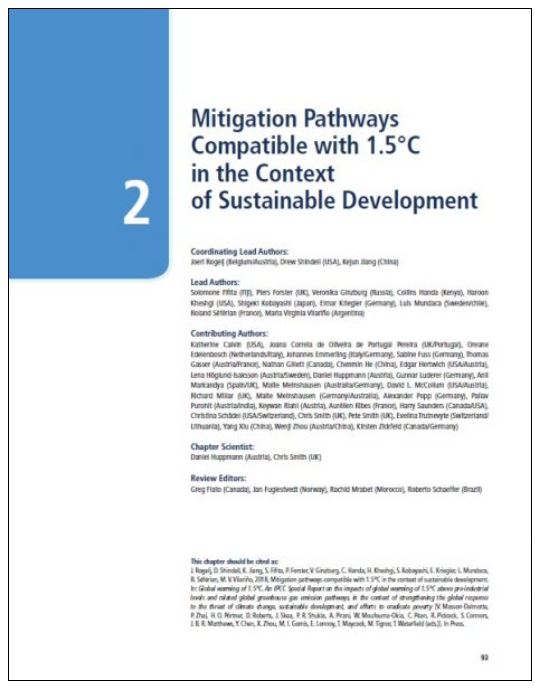 2
Mitigation Pathways
Compatible with 1.5°C
in the Context
of Sustainable Development
Coordinating Lead Authors:
Joeri Rogelj (Belgium/Austria), Drew Shindell (USA), Kejun Jiang (China)
Lead Authors:
Solomone Fifita (Fiji), Piers Forster (UK), Veronika Ginzburg (Russia), Collins Handa (Kenya), Haroon
Kheshgi (USA), Shigeki Kobayashi (Japan), Elmar Kriegler (Germany), Luis Mundaca (Sweden/Chile),
Roland Séférian (France), Maria Virginia Vilariño (Argentina)
Contributing Authors:
Katherine Calvin (USA), Joana Correia de Oliveira de Portugal Pereira (UK/Portugal), Oreane
Edelenbosch (Netherlands/Italy), Johannes Emmerling (Italy/Germany), Sabine Fuss (Germany), Thomas
Gasser (Austria/France), Nathan Gillett (Canada), Chenmin He (China), Edgar Hertwich (USA/Austria),
Lena Höglund-Isaksson (Austria/Sweden), Daniel Huppmann (Austria), Gunnar Luderer (Germany), Anil
Markandya (Spain/UK), Malte Meinshausen (Australia/Germany), David L. McCollum (USA/Austria),
Richard Millar (UK), Malte Meinshausen (Germany/Australia), Alexander Popp (Germany), Pallav
Purohit (Austria/India), Keywan Riahi (Austria), Aurélien Ribes (France), Harry Saunders (Canada/USA),
Christina Schädel (USA/Switzerland), Chris Smith (UK), Pete Smith (UK), Evelina Trutnevyte (Switzerland/
Lithuania), Yang Xiu (China), Wenji Zhou (Austria/China), Kirsten Zickfeld (Canada/Germany)
Chapter Scientist:
Daniel Huppmann (Austria), Chris Smith (UK)
Review Editors:
Greg Flato (Canada), Jan Fuglestvedt (Norway), Rachid Mrabet (Morocco), Roberto Schaeffer (Brazil)
This chapter should be cited as:
J. Rogelj, D. Shindell, K. Jiang, S. Fifita, P. Forster, V. Ginzburg, C. Handa, H. Kheshgi, S. Kobayashi, E. Kriegler, L. Mundaca,
R. Séférian, M. V. Vilariño, 2018, Mitigation pathways compatible with 1.5°C in the context of sustainable development.
In: Global warming of 1.5°C. An IPCC Special Report on the impacts of global warming of 1.5°C above pre-industrial
levels and related global greenhouse gas emission pathways, in the context of strengthening the global response
to the threat of climate change, sustainable development, and efforts to eradicate poverty [V. Masson-Delmotte,
P. Zhai, H. O. Pörtner, D. Roberts, J. Skea, P. R. Shukla, A. Pirani, W. Moufouma-Okia, C. Péan, R. Pidcock, S. Connors,
J. B. R. Matthews, Y. Chen, X. Zhou, M. I. Gomis, E. Lonnoy, T. Maycock, M. Tignor, T. Waterfield (eds.)]. In Press.
93